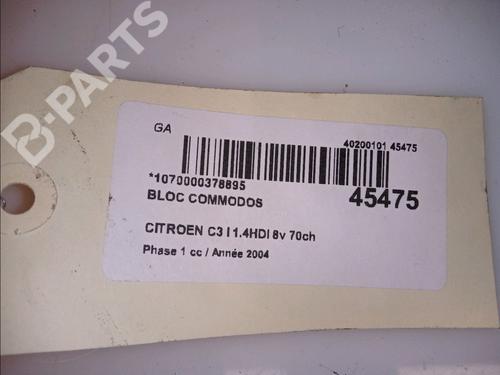 B-PARTS
GA
40200101 45475
*1070000378895
BLOC COMMODOS
45475
CITROEN C3 I 1.4HDI 8v 70ch
Phase 1 cc / Année 2004